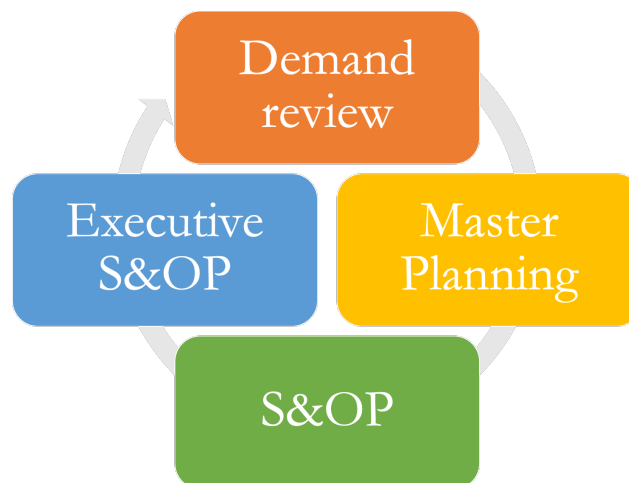 Demand
review
Master
Planning
S&OP
Executive
S&OP